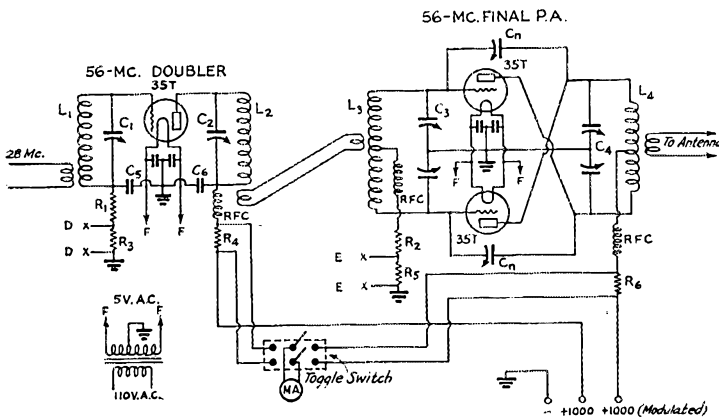 56-MC. FINAL P.A.
Cn
56-MC. DOUBLER
35T
35T
L1
C1
C2
L2
L3
C3
C4
L4
28 Mc.
To Antenna
C5
C6
F
F
RFC
R1
D X
D X
R3
F
F
RFC
R4
35T
Cn
R2
E X
R5
E X
RFC
R6
5V. A.C.
F
F
110V. A.C.
MA
Toggle Switch
- +1000 +1000 (Modulated)